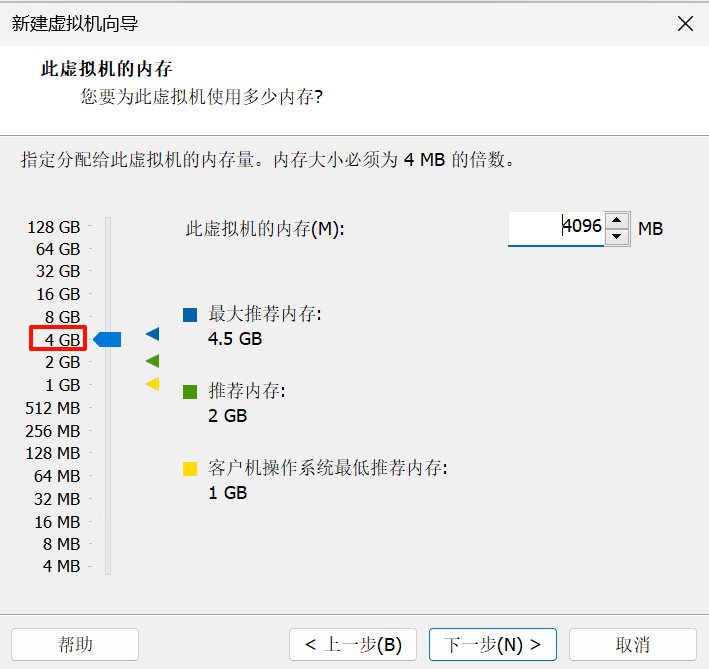 新建虚拟机向导
此虚拟机的内存
您要为此虚拟机使用多少内存?
指定分配给此虚拟机的内存量。内存大小必须为 4 MB 的倍数。
此虚拟机的内存(M):
4096 MB
128 GB
64 GB
32 GB
16 GB
8 GB
4 GB
2 GB
1 GB
512 MB
256 MB
128 MB
64 MB
32 MB
16 MB
8 MB
4 MB
最大推荐内存:
4.5 GB
推荐内存:
2 GB
客户机操作系统最低推荐内存:
1 GB
帮助
< 上一步(B)
下一步(N) >
取消